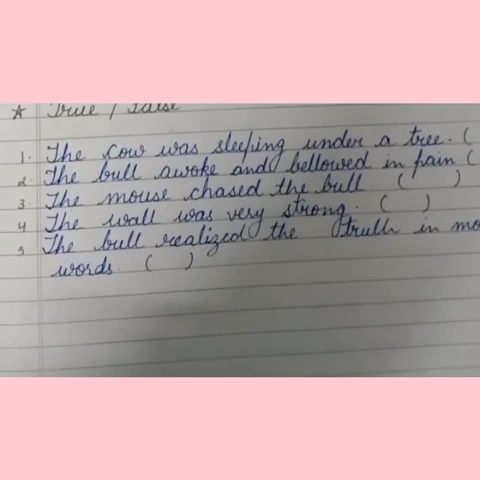 * True / False
1. The cow was sleeping under a tree. (
2. The bull awoke and bellowed in pain (
3. The mouse chased the bull ( )
4 The wall was very strong. ( )
5 The bull realized the truth in mo
words. ( )